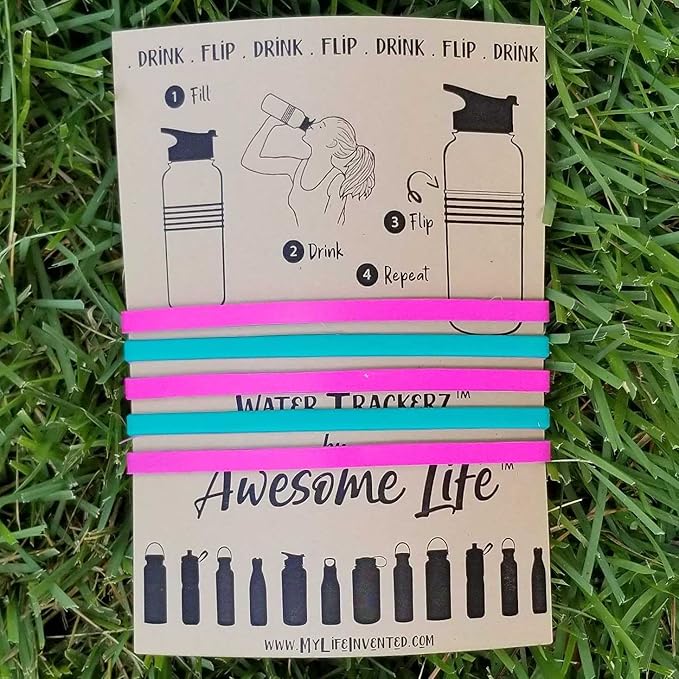 . DRINK . FLIP . DRINK . FLIP . DRINK . FLIP . DRINK
1 Fill
2 Drink
3 Flip
4 Repeat
WATER TRACKERZ™
by
AWESOME LIFE™
WWW.MYLIFEINVENTED.COM